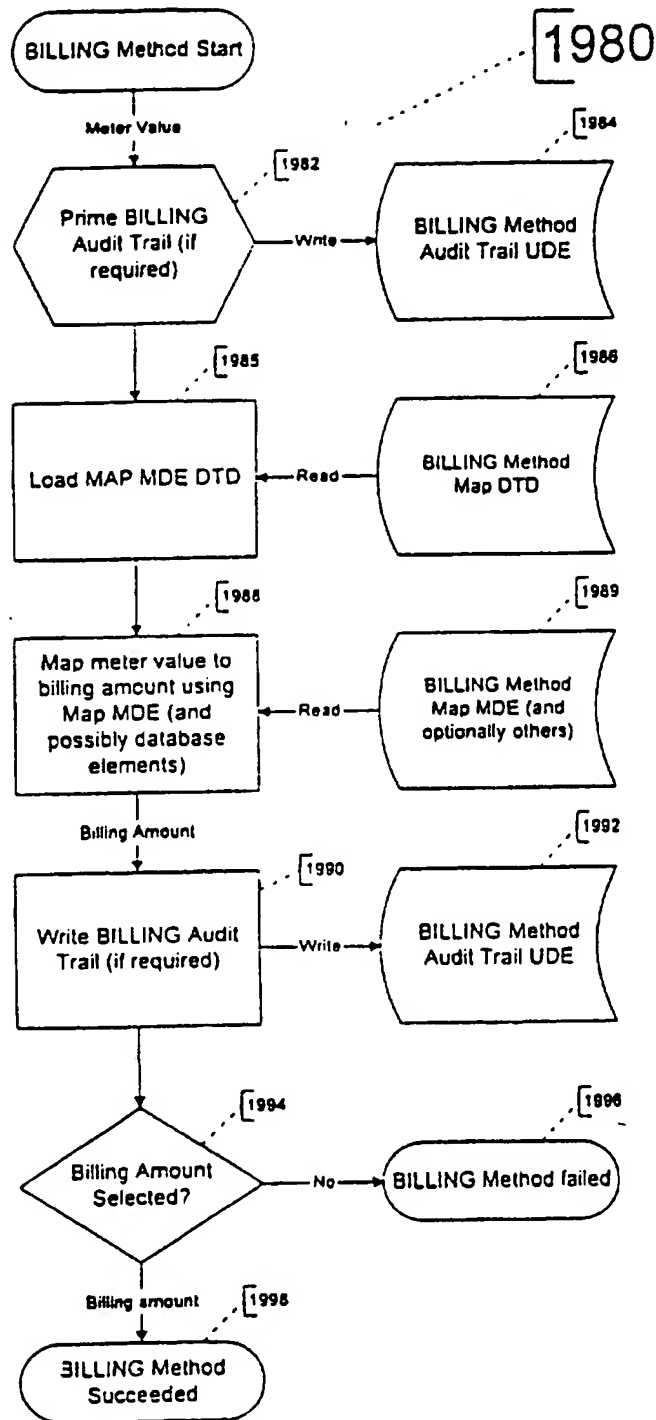 BILLING Method Start
1980
Meter Value
1982
1984
Prime BILLING
Audit Trail (if
required)
Write
BILLING Method
Audit Trail UDE
1985
1986
Load MAP MDE DTD
Read
BILLING Method
Map DTD
1988
1989
Map meter value to
billing amount using
Map MDE (and
possibly database
elements)
Read
BILLING Method
Map MDE (and
optionally others)
Billing Amount
1990
1992
Write BILLING Audit
Trail (if required)
Write
BILLING Method
Audit Trail UDE
1994
1996
Billing Amount
Selected?
No
BILLING Method failed
Billing amount
1998
BILLING Method
Succeeded